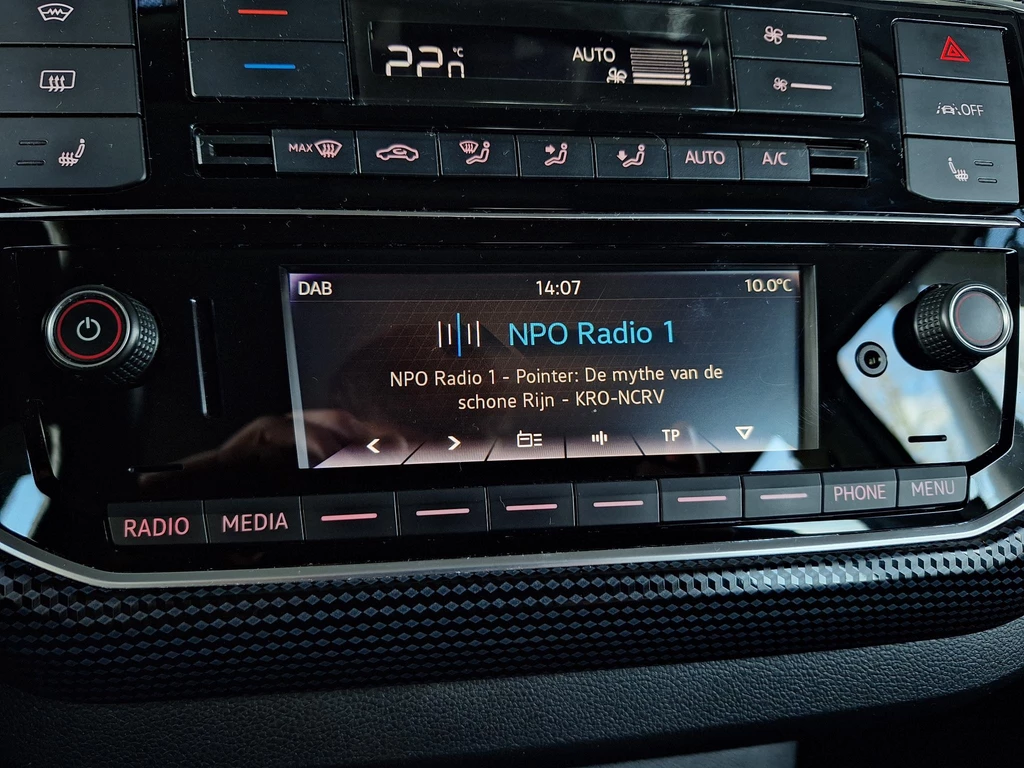 22.0 °C AUTO
OFF
MAX
AUTO
A/C
DAB 14:07 10.0°C
NPO Radio 1
NPO Radio 1 - Pointer: De mythe van de
schone Rijn - KRO-NCRV
TP
RADIO MEDIA PHONE MENU